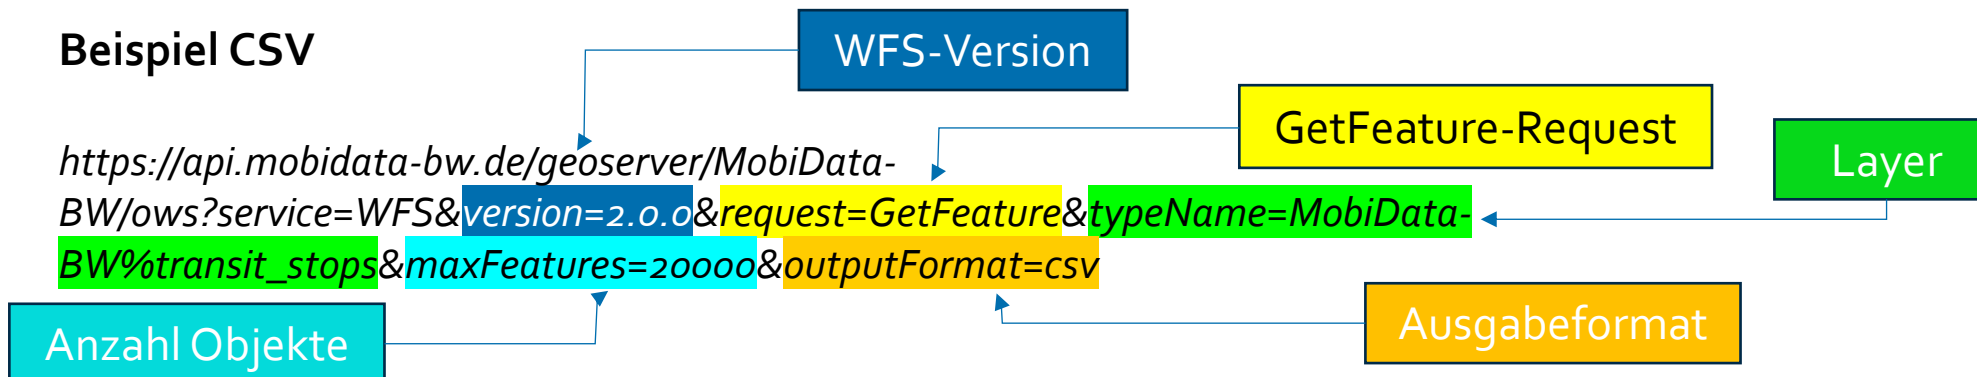 Beispiel CSV
WFS-Version
GetFeature-Request
Layer
https://api.mobidata-bw.de/geoserver/MobiData-
BW/ows?service=WFS&version=2.0.0&request=GetFeature&typeName=MobiData-
BW%transit_stops&maxFeatures=20000&outputFormat=csv
Anzahl Objekte
Ausgabeformat